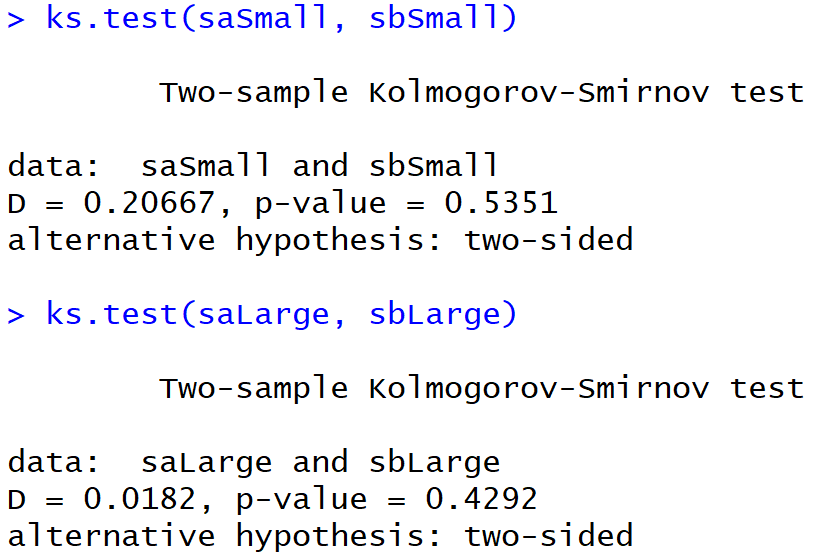 > ks.test(saSmall, sbSmall)
Two-sample Kolmogorov-Smirnov test
data:  saSmall and sbSmall
D = 0.20667, p-value = 0.5351
alternative hypothesis: two-sided
> ks.test(saLarge, sbLarge)
Two-sample Kolmogorov-Smirnov test
data:  saLarge and sbLarge
D = 0.0182, p-value = 0.4292
alternative hypothesis: two-sided